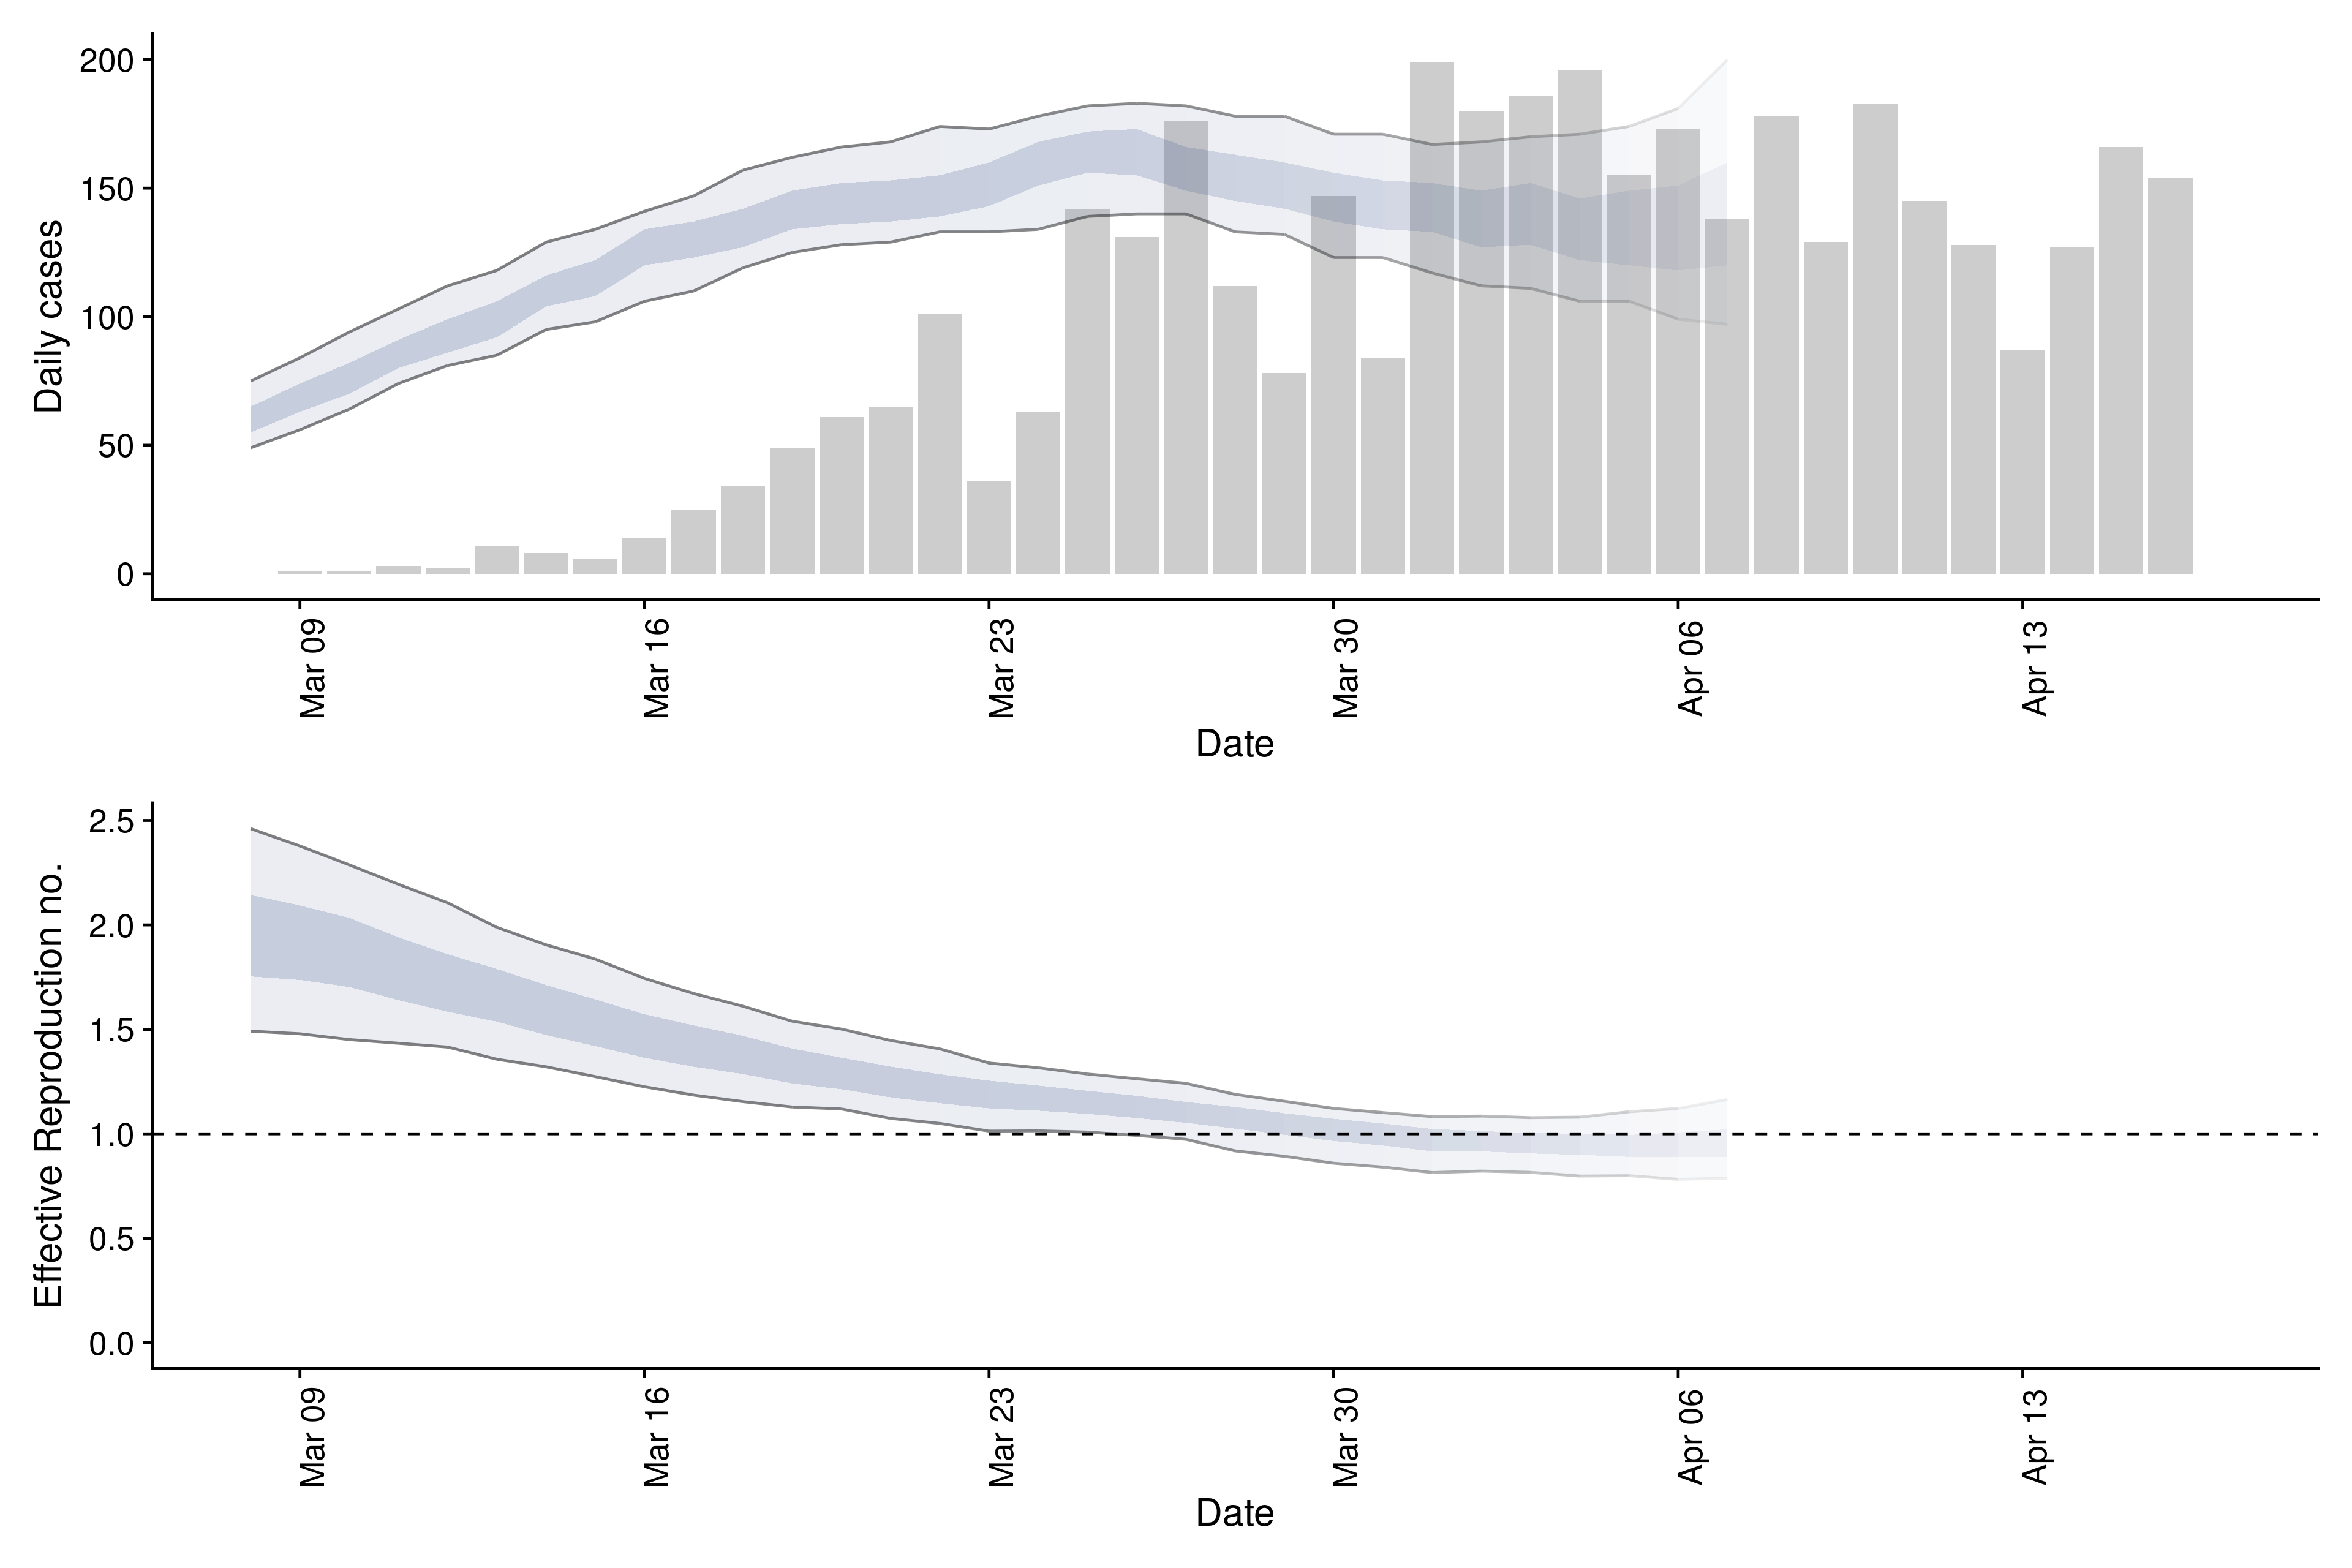 Daily cases
200
150
100
50
0
Mar 09
Mar 16
Mar 23
Mar 30
Apr 06
Apr 13
Date
Effective Reproduction no.
2.5
2.0
1.5
1.0
0.5
0.0
Mar 09
Mar 16
Mar 23
Mar 30
Apr 06
Apr 13
Date